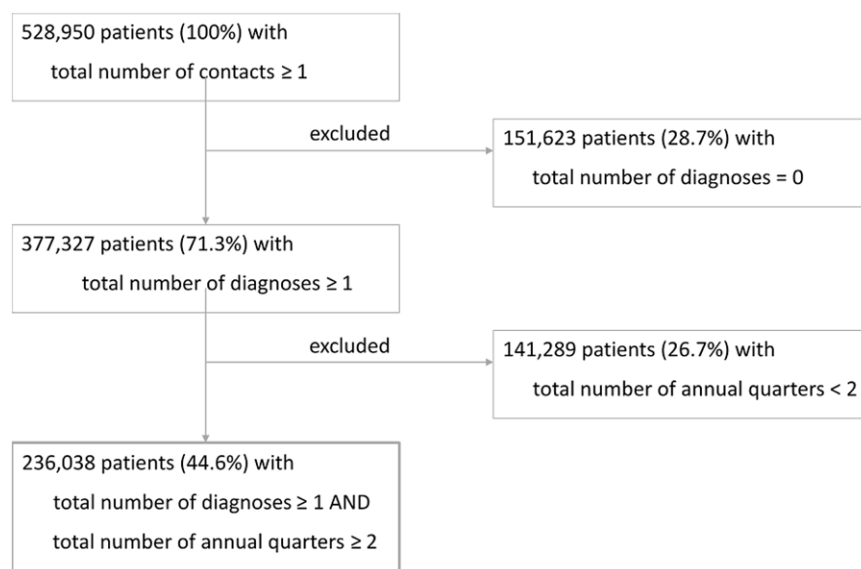 528,950 patients (100%) with
total number of contacts ≥ 1
excluded
151,623 patients (28.7%) with
total number of diagnoses = 0
377,327 patients (71.3%) with
total number of diagnoses ≥ 1
excluded
141,289 patients (26.7%) with
total number of annual quarters < 2
236,038 patients (44.6%) with
total number of diagnoses ≥ 1 AND
total number of annual quarters ≥ 2